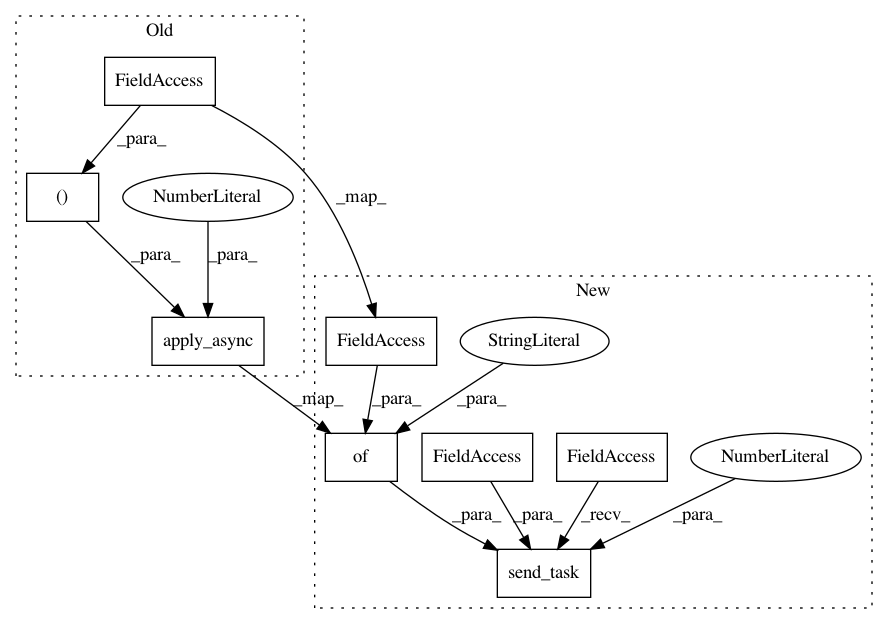 Old
FieldAccess
_para_
_map_
()
NumberLiteral
_para_
_para_
New
apply_async
FieldAccess
StringLiteral
_map_
_para_
_para_
of
FieldAccess
FieldAccess
NumberLiteral
_para_
_para_
_recv_
_para_
send_task